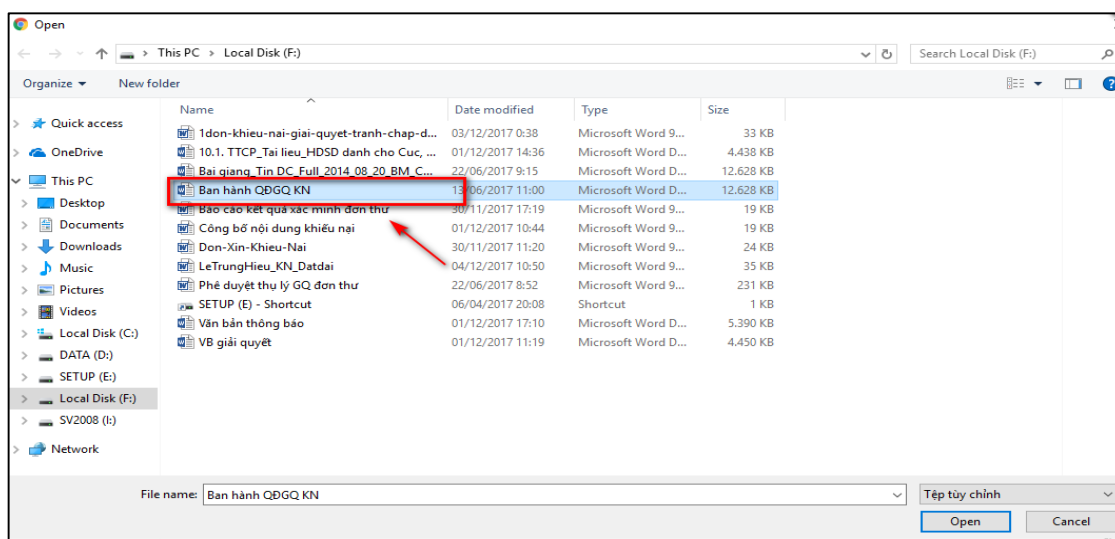 Open
This PC > Local Disk (F:)
Search Local Disk (F:)
Organize
New folder
Name Date modified Type Size
Quick access
OneDrive
This PC
Desktop
Documents
Downloads
Music
Pictures
Videos
Local Disk (C:)
DATA (D:)
SETUP (E:)
Local Disk (F:)
SV2008 (I:)
Network
1don-khieu-nai-giai-quyet-tranh-chap-d... 03/12/2017 0:38 Microsoft Word 9... 33 KB
10.1. TTCP_Tai lieu_HDSD danh cho Cuc, ... 01/12/2017 14:36 Microsoft Word D... 4.438 KB
Bai giang_Tin DC_Full_2014_08_20_BM_C... 22/06/2017 9:15 Microsoft Word D... 12.628 KB
Ban hành QĐGQ KN 13/06/2017 11:00 Microsoft Word D... 12.628 KB
Báo cáo kết quả xác minh đơn thư 30/11/2017 17:19 Microsoft Word 9... 19 KB
Công bố nội dung khiếu nại 01/12/2017 10:44 Microsoft Word 9... 19 KB
Don-Xin-Khieu-Nai 30/11/2017 11:20 Microsoft Word 9... 24 KB
LeTrungHieu_KN_Datdai 04/12/2017 10:50 Microsoft Word 9... 35 KB
Phê duyệt thụ lý GQ đơn thư 22/06/2017 8:52 Microsoft Word 9... 231 KB
SETUP (E) - Shortcut 06/04/2017 20:08 Shortcut 1 KB
Văn bản thông báo 01/12/2017 17:10 Microsoft Word D... 5.390 KB
VB giải quyết 01/12/2017 11:19 Microsoft Word D... 4.450 KB
File name: Ban hành QĐGQ KN
Tệp tùy chỉnh
Open
Cancel